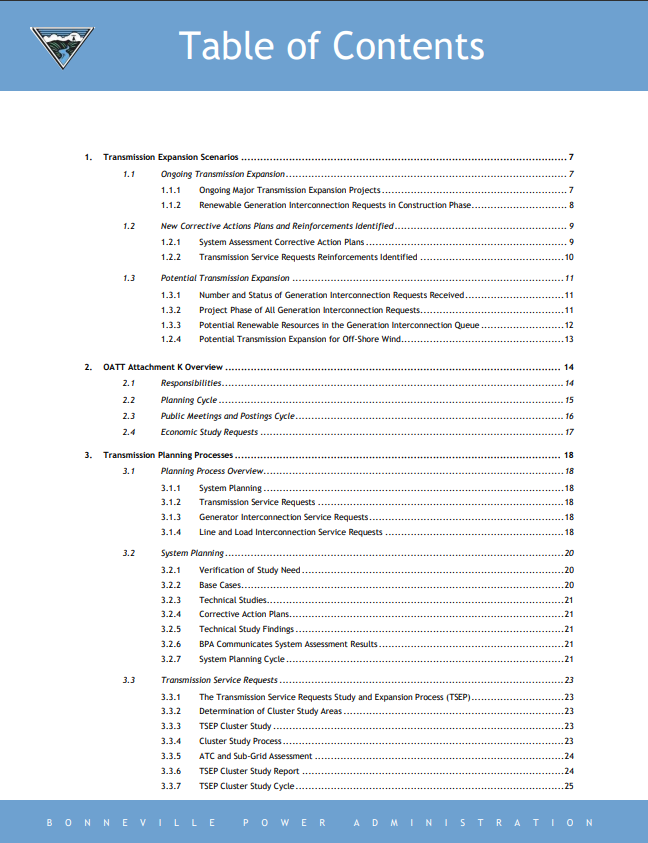 Table of Contents
1. Transmission Expansion Scenarios ........ 7
1.1 Ongoing Transmission Expansion ........ 7
1.1.1 Ongoing Major Transmission Expansion Projects ........ 7
1.1.2 Renewable Generation Interconnection Requests in Construction Phase ........ 8
1.2 New Corrective Actions Plans and Reinforcements Identified ........ 9
1.2.1 System Assessment Corrective Action Plans ........ 9
1.2.2 Transmission Service Requests Reinforcements Identified ........ 10
1.3 Potential Transmission Expansion ........ 11
1.3.1 Number and Status of Generation Interconnection Requests Received ........ 11
1.3.2 Project Phase of All Generation Interconnection Requests ........ 11
1.3.3 Potential Renewable Resources in the Generation Interconnection Queue ........ 12
1.2.4 Potential Transmission Expansion for Off-Shore Wind ........ 13
2. OATT Attachment K Overview ........ 14
2.1 Responsibilities ........ 14
2.2 Planning Cycle ........ 15
2.3 Public Meetings and Postings Cycle ........ 16
2.4 Economic Study Requests ........ 17
3. Transmission Planning Processes ........ 18
3.1 Planning Process Overview ........ 18
3.1.1 System Planning ........ 18
3.1.2 Transmission Service Requests ........ 18
3.1.3 Generator Interconnection Service Requests ........ 18
3.1.4 Line and Load Interconnection Service Requests ........ 18
3.2 System Planning ........ 20
3.2.1 Verification of Study Need ........ 20
3.2.2 Base Cases ........ 20
3.2.3 Technical Studies ........ 21
3.2.4 Corrective Action Plans ........ 21
3.2.5 Technical Study Findings ........ 21
3.2.6 BPA Communicates System Assessment Results ........ 21
3.2.7 System Planning Cycle ........ 21
3.3 Transmission Service Requests ........ 23
3.3.1 The Transmission Service Requests Study and Expansion Process (TSEP) ........ 23
3.3.2 Determination of Cluster Study Areas ........ 23
3.3.3 TSEP Cluster Study ........ 23
3.3.4 Cluster Study Process ........ 23
3.3.5 ATC and Sub-Grid Assessment ........ 24
3.3.6 TSEP Cluster Study Report ........ 24
3.3.7 TSEP Cluster Study Cycle ........ 25
BONNEVILLE POWER ADMINISTRATION